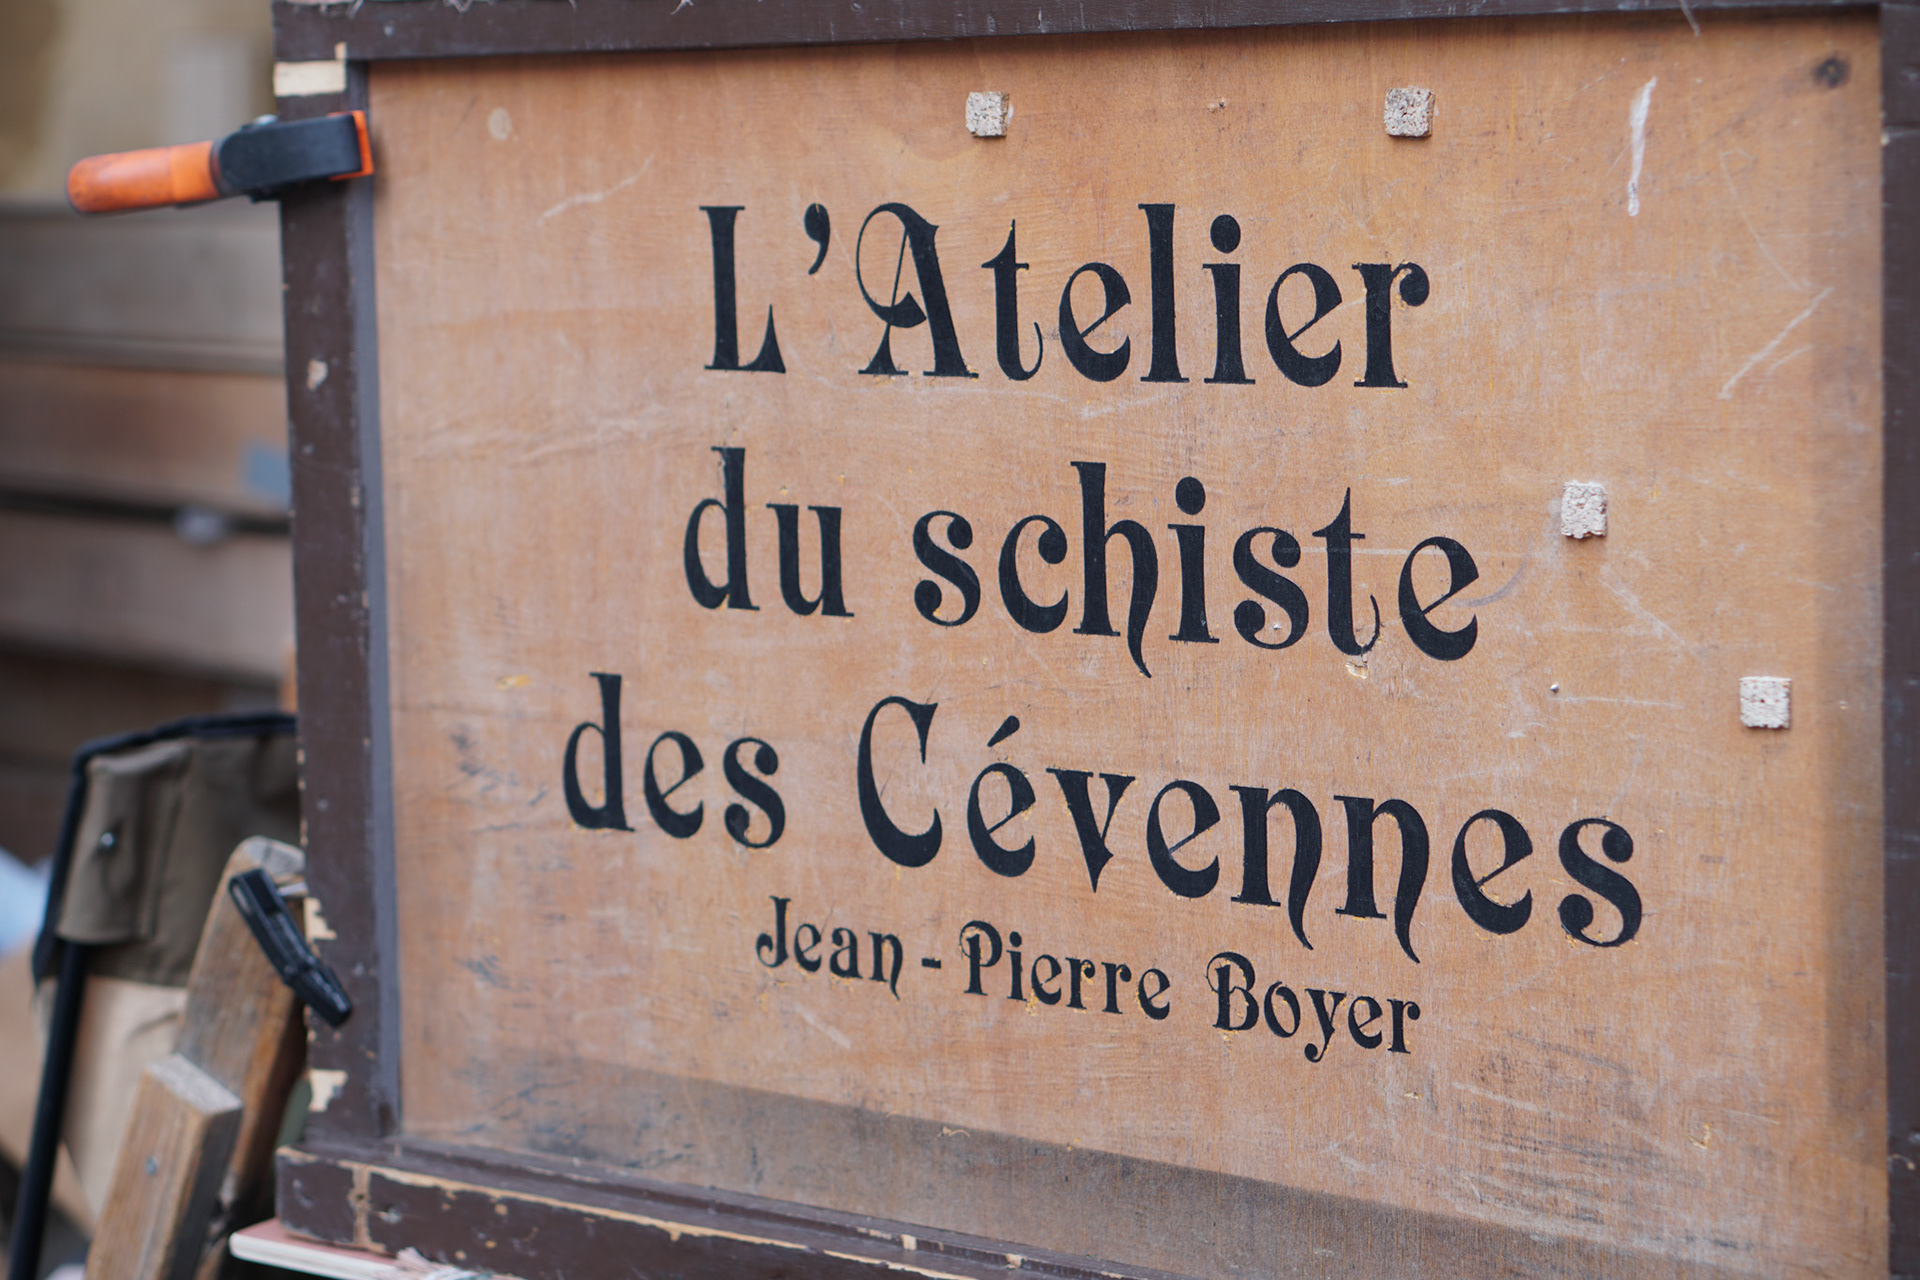 L'Atelier
du schiste
des Cévennes
Jean-Pierre Boyer